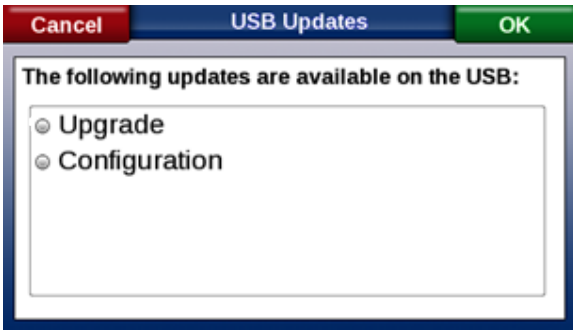 Cancel USB Updates OK
The following updates are available on the USB:
Upgrade
Configuration